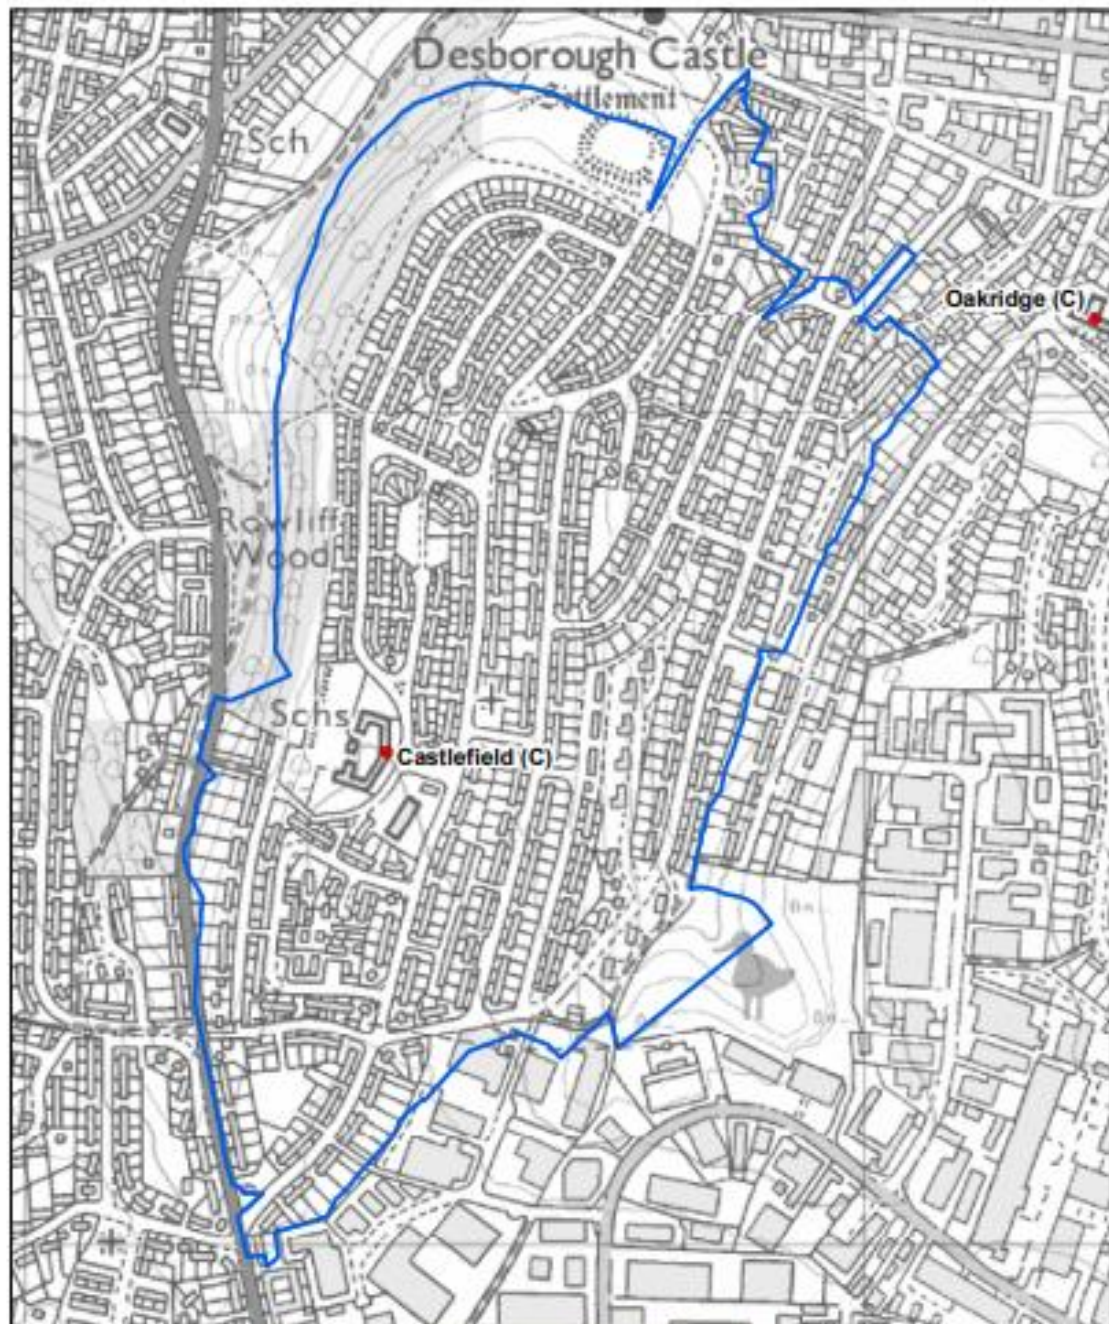 Desborough Castle
Settlement
Sch
Oakridge (C)
Rowliff
Wood
Schs
Castlefield (C)